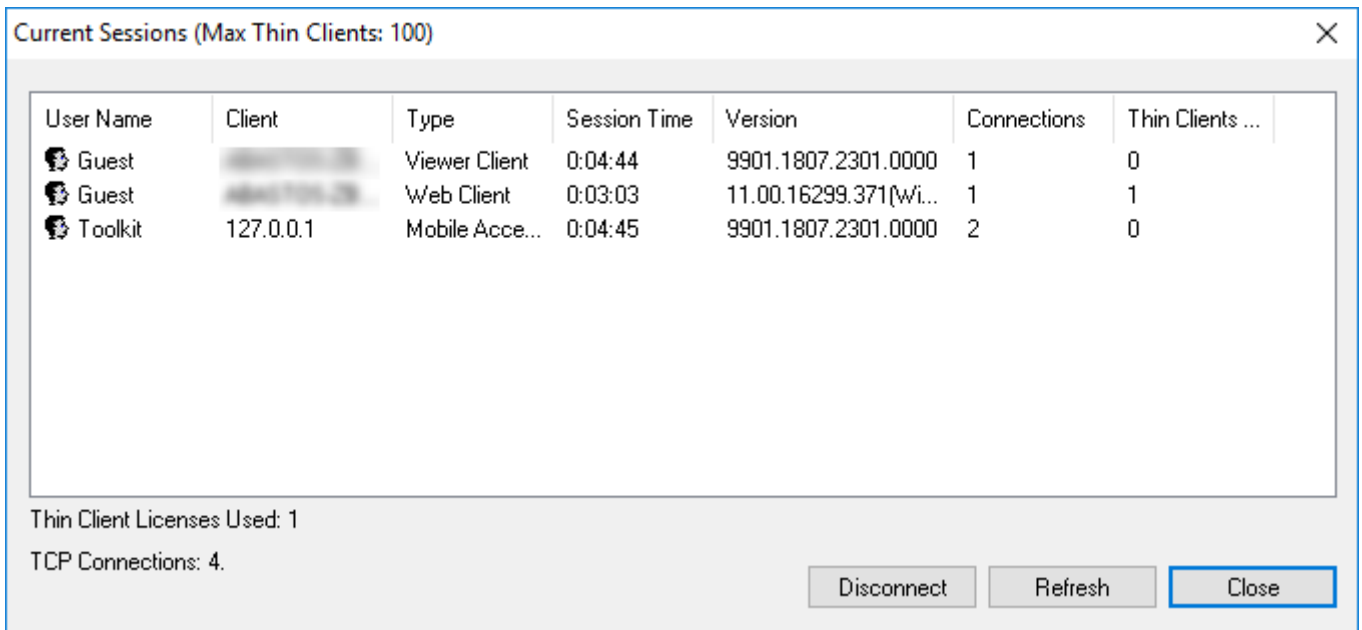 Current Sessions (Max Thin Clients: 100)
User Name Client Type Session Time Version Connections Thin Clients ...
Guest Viewer Client 0:04:44 9901.1807.2301.0000 1 0
Guest Web Client 0:03:03 11.00.16299.371(Wi... 1 1
Toolkit 127.0.0.1 Mobile Acce... 0:04:45 9901.1807.2301.0000 2 0
Thin Client Licenses Used: 1
TCP Connections: 4.
Disconnect Refresh Close